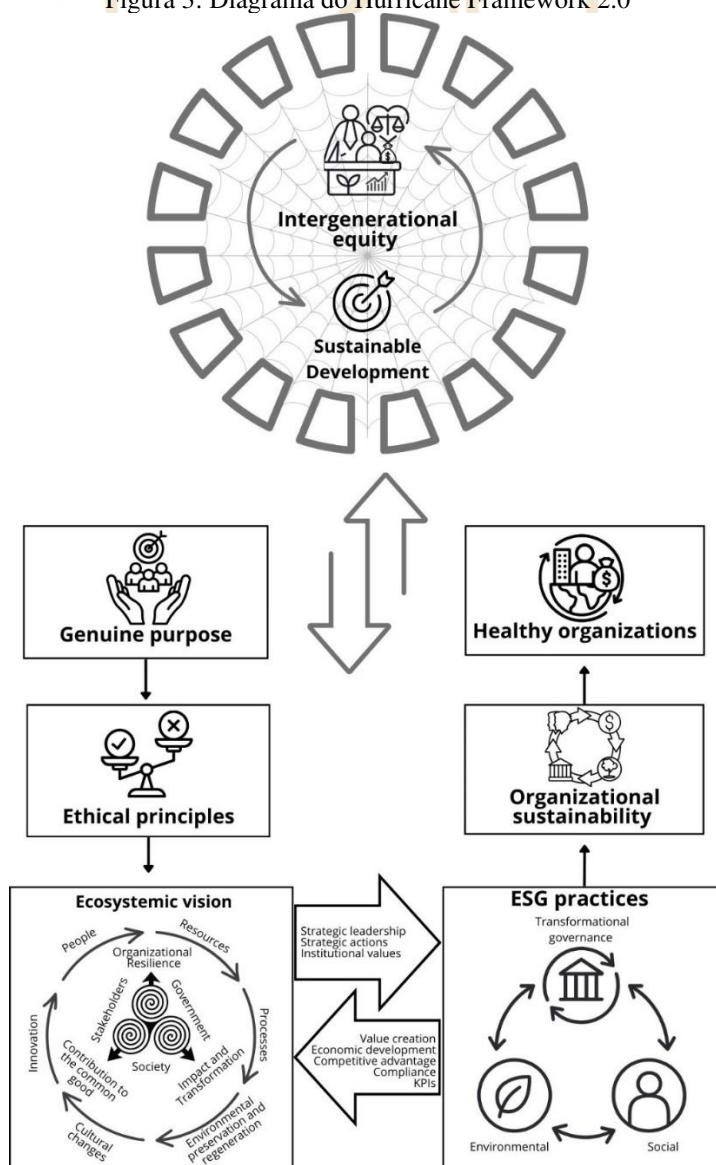 Figura 3: Diagrama do Hurricane Framework 2.0
Intergenerational
equity
Sustainable
Development
Genuine purpose
Healthy organizations
Ethical principles
Organizational
sustainability
Ecosystemic vision
People
Resources
Organizational
Resilience
Stakeholders
Government
Processes
Innovation
Society
Contribution to
the common
good
Impact and
Transformation
Cultural
changes
Environmental
preservation and
regeneration
Strategic leadership
Strategic actions
Institutional values
Value creation
Economic development
Competitive advantage
Compliance
KPIs
ESG practices
Transformational
governance
Environmental
Social